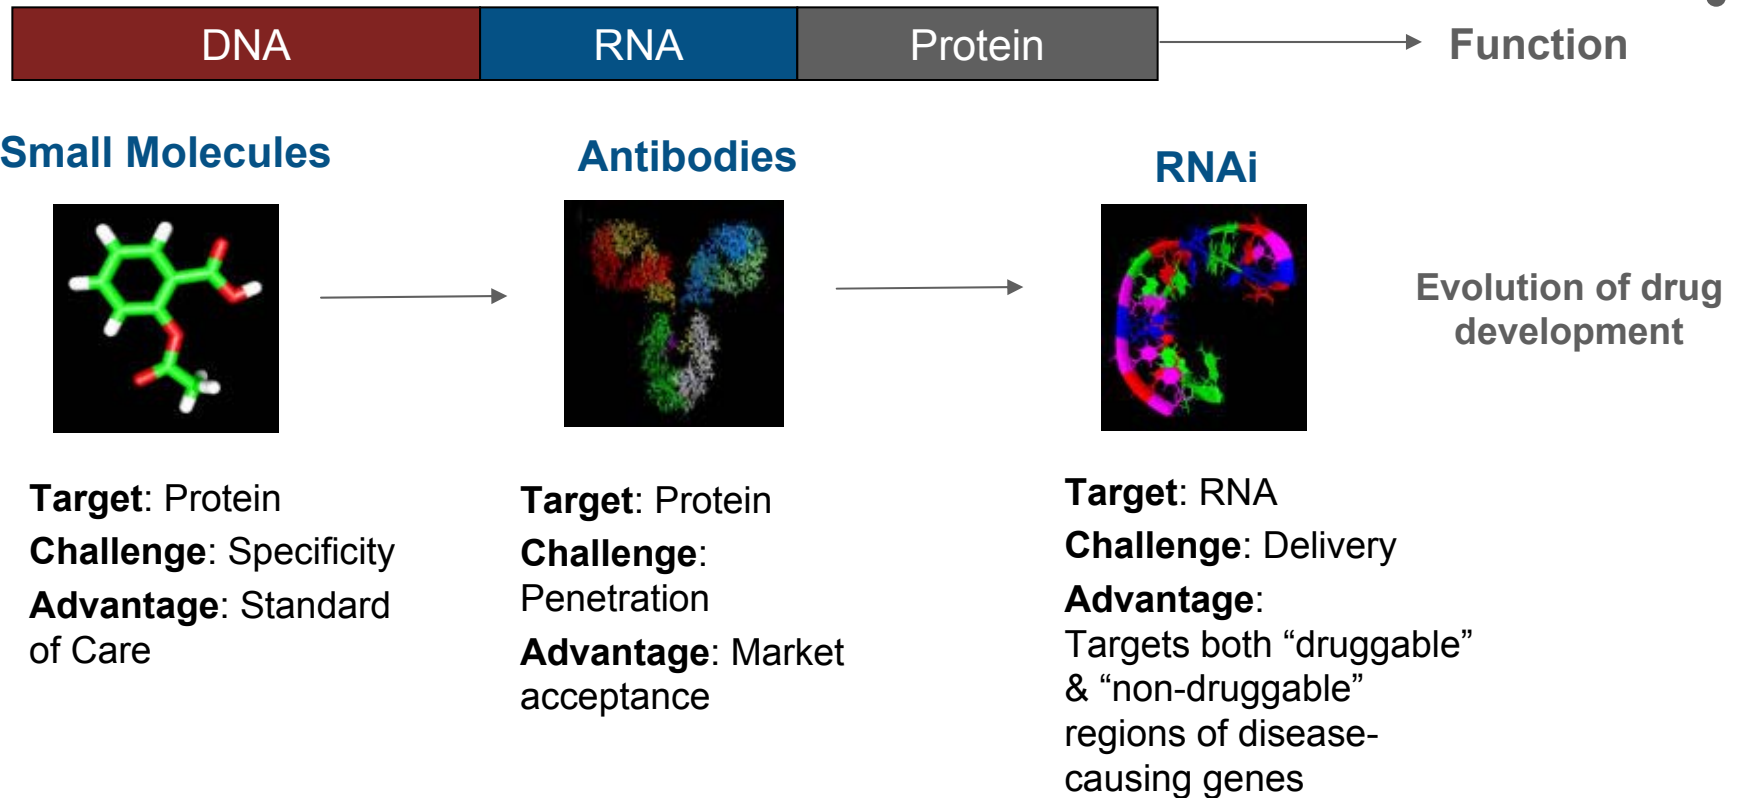 DNA
RNA
Protein
Function
Small Molecules
Antibodies
RNAi
Evolution of drug
development
Target: Protein
Challenge: Specificity
Advantage: Standard
of Care
Target: Protein
Challenge:
Penetration
Advantage: Market
acceptance
Target: RNA
Challenge: Delivery
Advantage:
Targets both “druggable”
& “non-druggable”
regions of disease-
causing genes